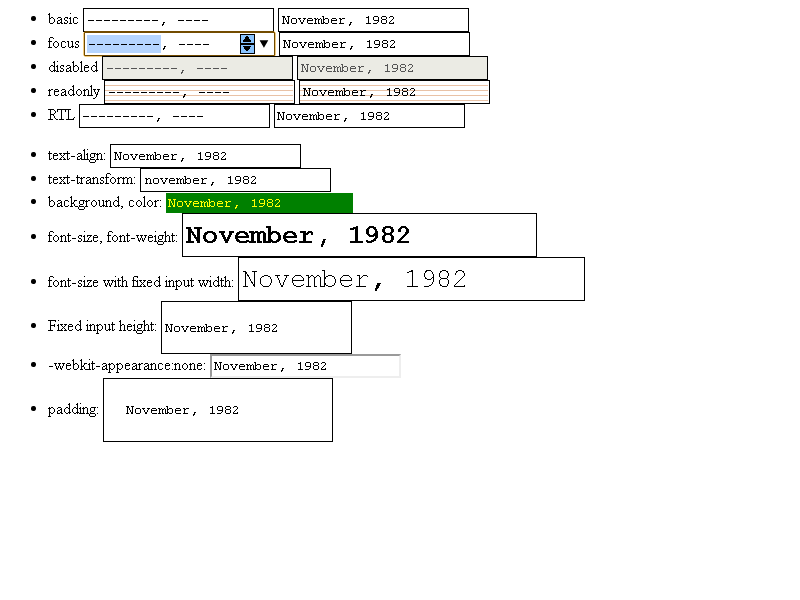 basic ---------, ---- November, 1982
focus ---------, ---- November, 1982
disabled ---------, ---- November, 1982
readonly ---------, ---- November, 1982
RTL ---------, ---- November, 1982
text-align: November, 1982
text-transform: november, 1982
background, color: November, 1982
font-size, font-weight: November, 1982
font-size with fixed input width: November, 1982
Fixed input height: November, 1982
-webkit-appearance:none: November, 1982
padding: November, 1982